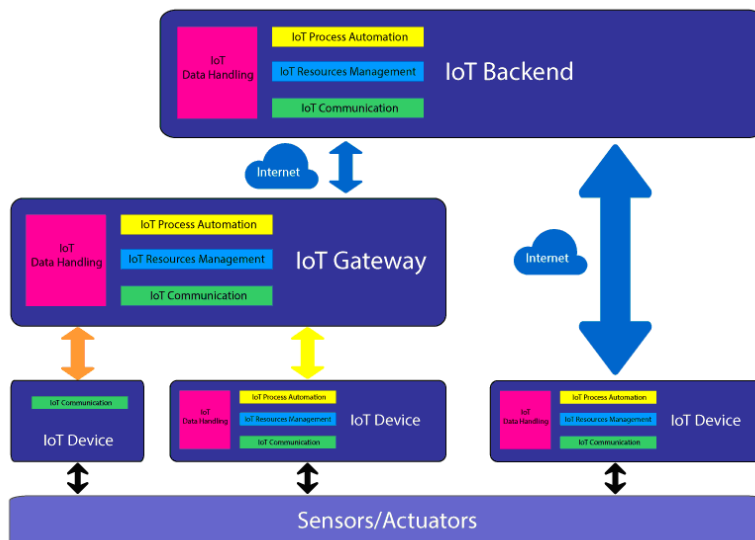 IoT
Data Handling
IoT Process Automation
IoT Resources Management
IoT Communication
IoT Backend
Internet
IoT
Data Handling
IoT Process Automation
IoT Resources Management
IoT Communication
IoT Gateway
Internet
IoT Communication
IoT Device
IoT
Data Handling
IoT Process Automation
IoT Resources Management
IoT Communication
IoT Device
IoT
Data Handling
IoT Process Automation
IoT Resources Management
IoT Communication
IoT Device
Sensors/Actuators